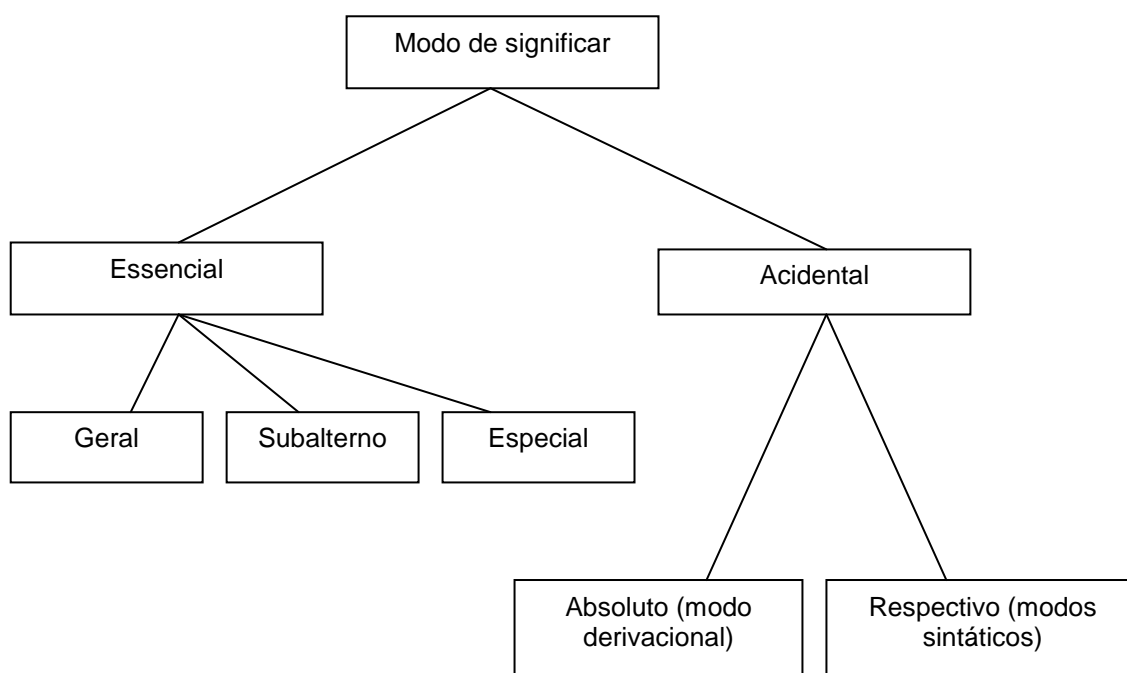 Modo de significar
Essencial
Acidental
Geral
Subalterno
Especial
Absoluto (modo
derivacional)
Respectivo (modos
sintáticos)